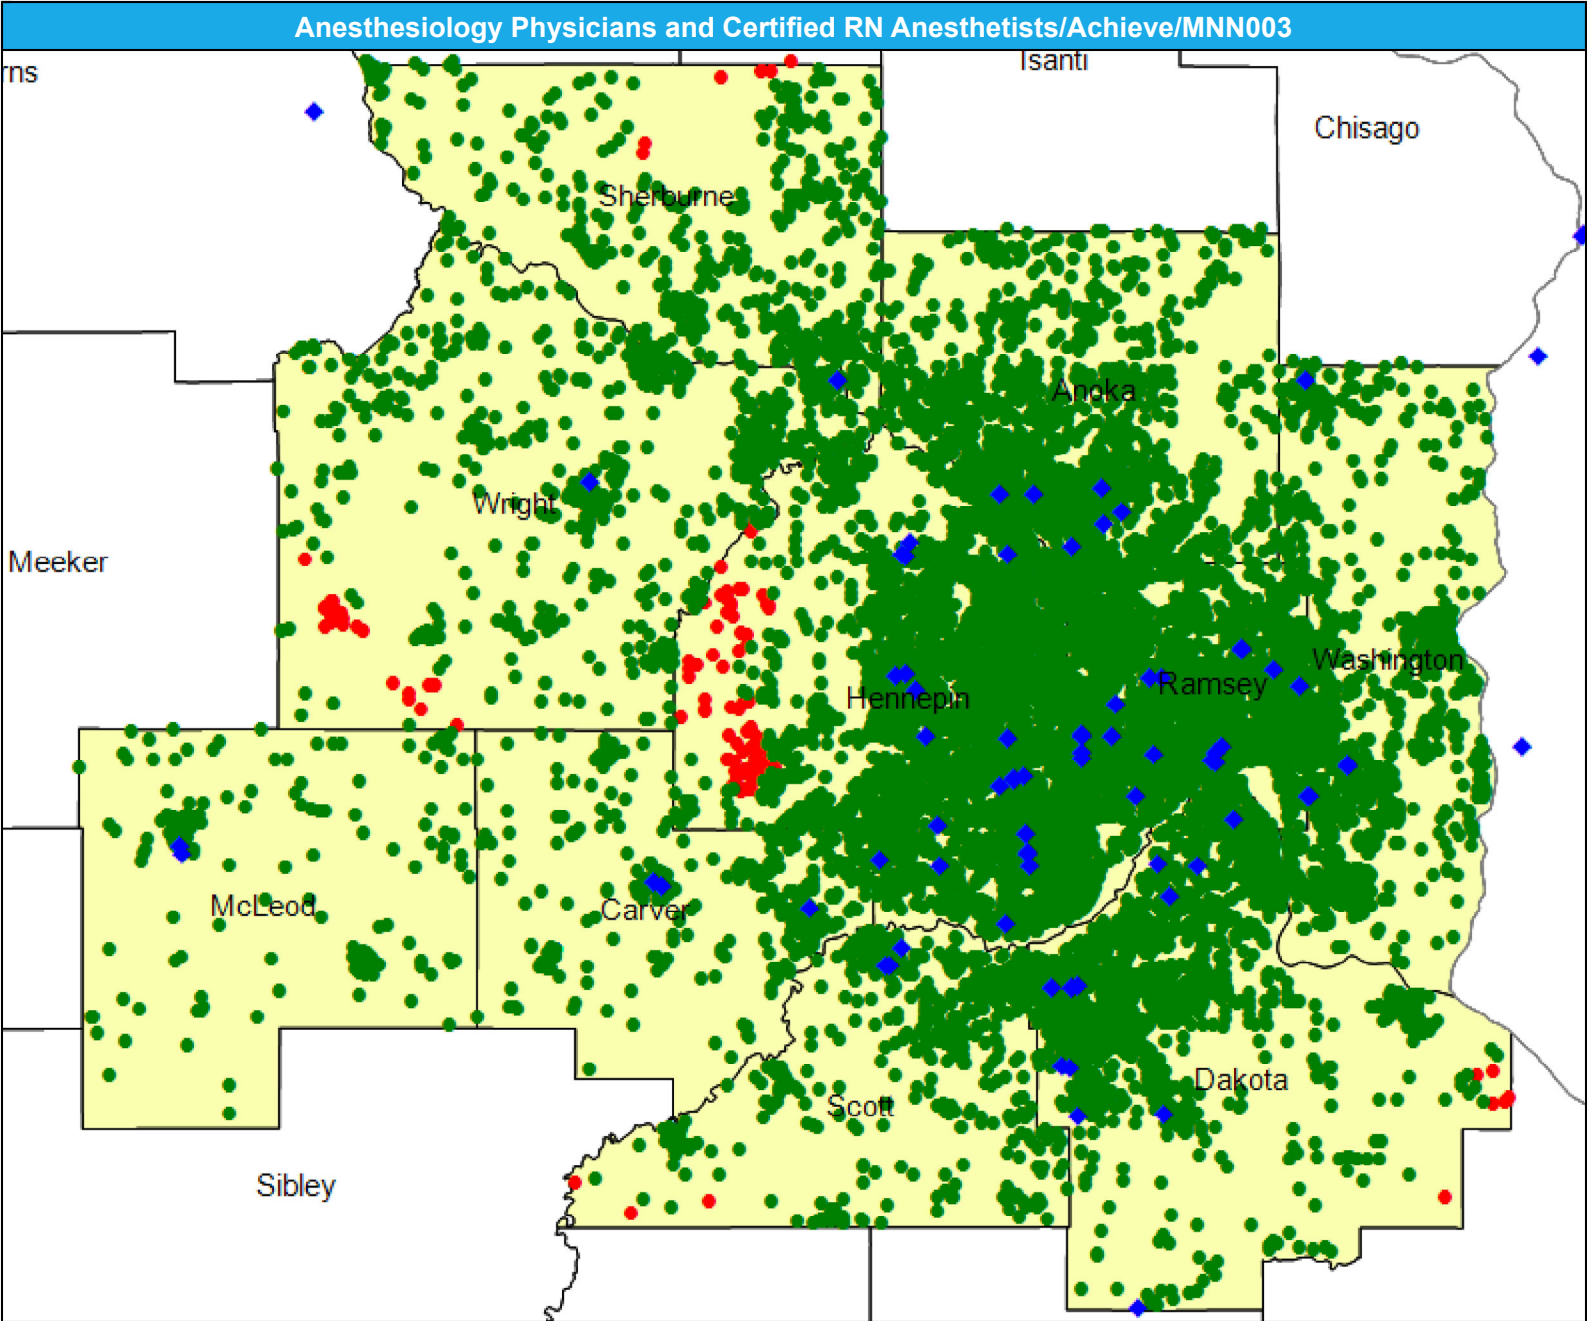 Anesthesiology Physicians and Certified RN Anesthetists/Achieve/MNN003
Isanti
rns
Chisago
Sherburne
Anoka
Wright
Meeker
Washington
Ramsey
Hennepin
McLeod
Carver
Dakota
Scott
Sibley